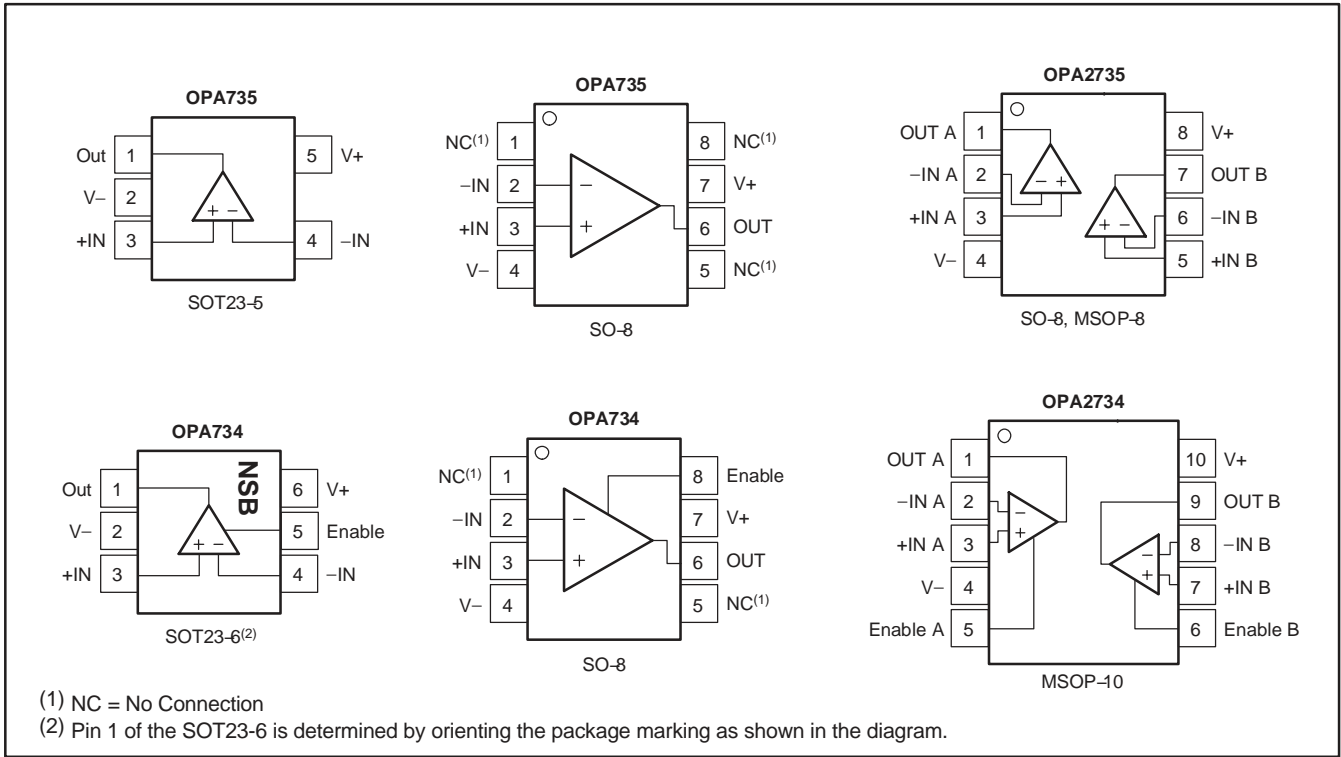 OPA735
Out 1
5 V+
V− 2
+IN 3
4 −IN
+ −
SOT23-5
OPA735
NC(1) 1
8 NC(1)
−IN 2
7 V+
+IN 3
6 OUT
V− 4
5 NC(1)
−
+
SO-8
OPA2735
OUT A 1
8 V+
−IN A 2
7 OUT B
+IN A 3
6 −IN B
V− 4
5 +IN B
− +
+ −
SO-8, MSOP-8
OPA734
NSB
Out 1
6 V+
V− 2
5 Enable
+IN 3
4 −IN
+ −
SOT23-6(2)
OPA734
NC(1) 1
8 Enable
−IN 2
7 V+
+IN 3
6 OUT
V− 4
5 NC(1)
−
+
SO-8
OPA2734
OUT A 1
10 V+
−IN A 2
9 OUT B
+IN A 3
8 −IN B
V− 4
7 +IN B
Enable A 5
6 Enable B
−
+
−
+
MSOP-10
(1) NC = No Connection
(2) Pin 1 of the SOT23-6 is determined by orienting the package marking as shown in the diagram.